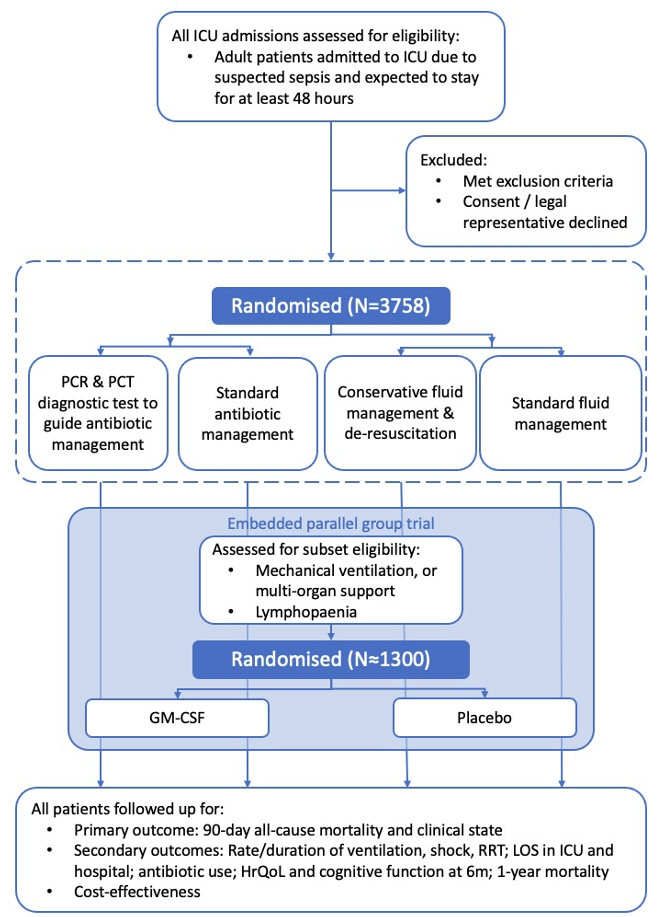 All ICU admissions assessed for eligibility:
• Adult patients admitted to ICU due to
suspected sepsis and expected to stay
for at least 48 hours
Excluded:
• Met exclusion criteria
• Consent / legal
representative declined
Randomised (N=3758)
PCR & PCT
diagnostic test to
guide antibiotic
management
Standard
antibiotic
management
Conservative fluid
management &
de-resuscitation
Standard fluid
management
Embedded parallel group trial
Assessed for subset eligibility:
• Mechanical ventilation, or
multi-organ support
• Lymphopaenia
Randomised (N≈1300)
GM-CSF
Placebo
All patients followed up for:
• Primary outcome: 90-day all-cause mortality and clinical state
• Secondary outcomes: Rate/duration of ventilation, shock, RRT; LOS in ICU and
hospital; antibiotic use; HrQoL and cognitive function at 6m; 1-year mortality
• Cost-effectiveness